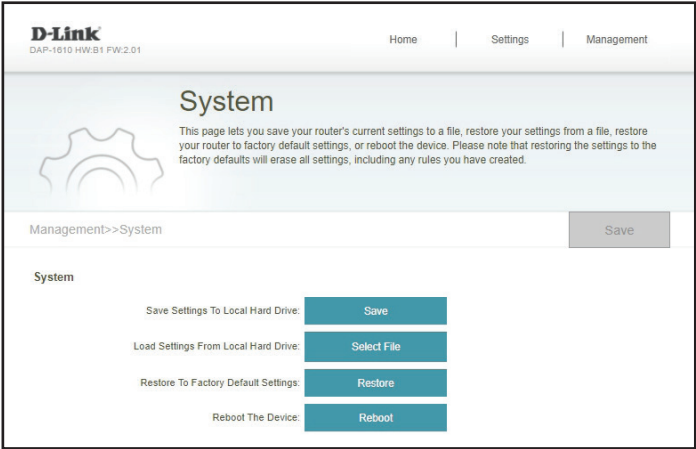 D-Link
DAP-1610 HW:B1 FW:2.01
Home | Settings | Management
System
This page lets you save your router's current settings to a file, restore your settings from a file, restore
your router to factory default settings, or reboot the device. Please note that restoring the settings to the
factory defaults will erase all settings, including any rules you have created.
Management>>System
Save
System
Save Settings To Local Hard Drive: Save
Load Settings From Local Hard Drive: Select File
Restore To Factory Default Settings: Restore
Reboot The Device: Reboot